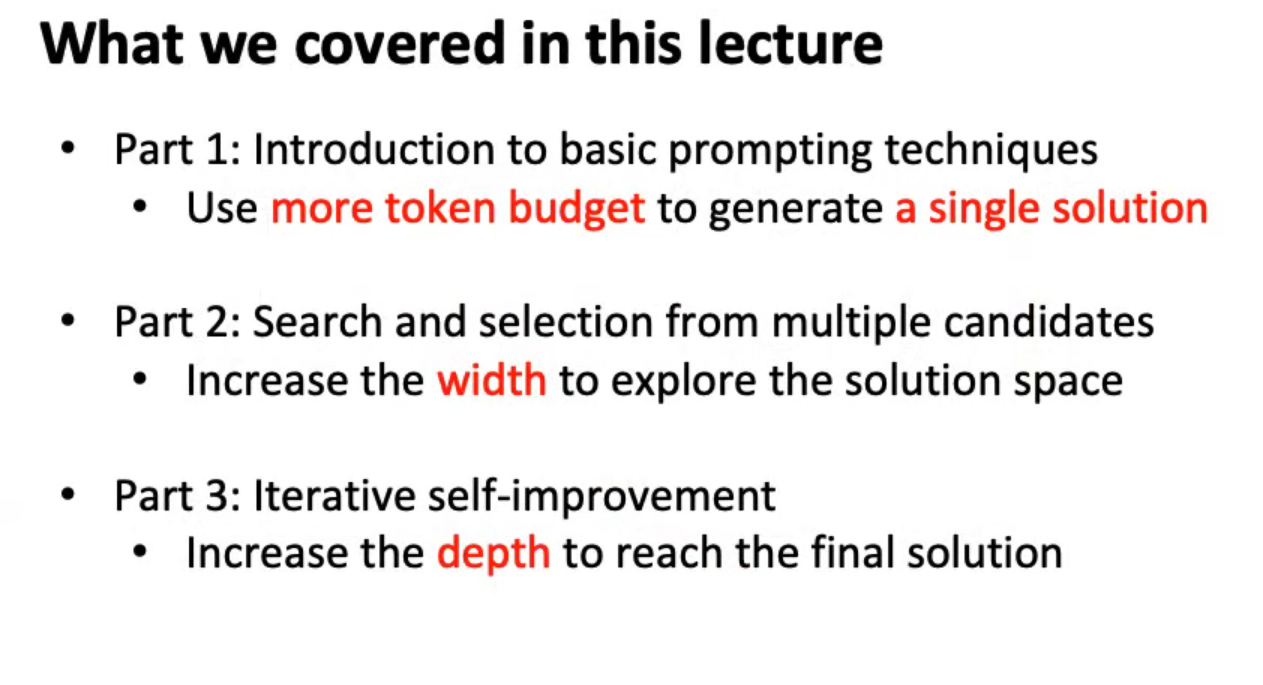 What we covered in this lecture
• Part 1: Introduction to basic prompting techniques
• Use more token budget to generate a single solution
• Part 2: Search and selection from multiple candidates
• Increase the width to explore the solution space
• Part 3: Iterative self-improvement
• Increase the depth to reach the final solution